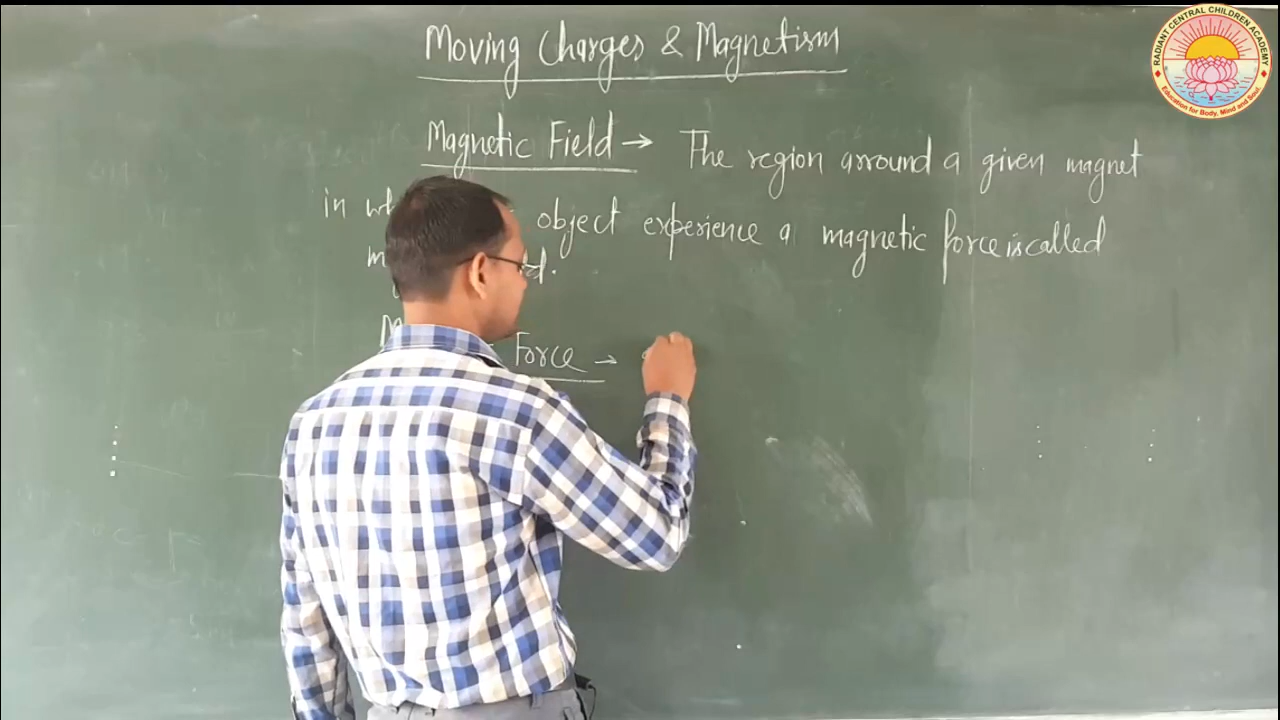 Moving Charges & Magnetism
Magnetic Field → The region around a given magnet
in object experience a magnetic force is called
Force →
RADIANT CENTRAL CHILDREN ACADEMY
Education for Body, Mind and Soul.